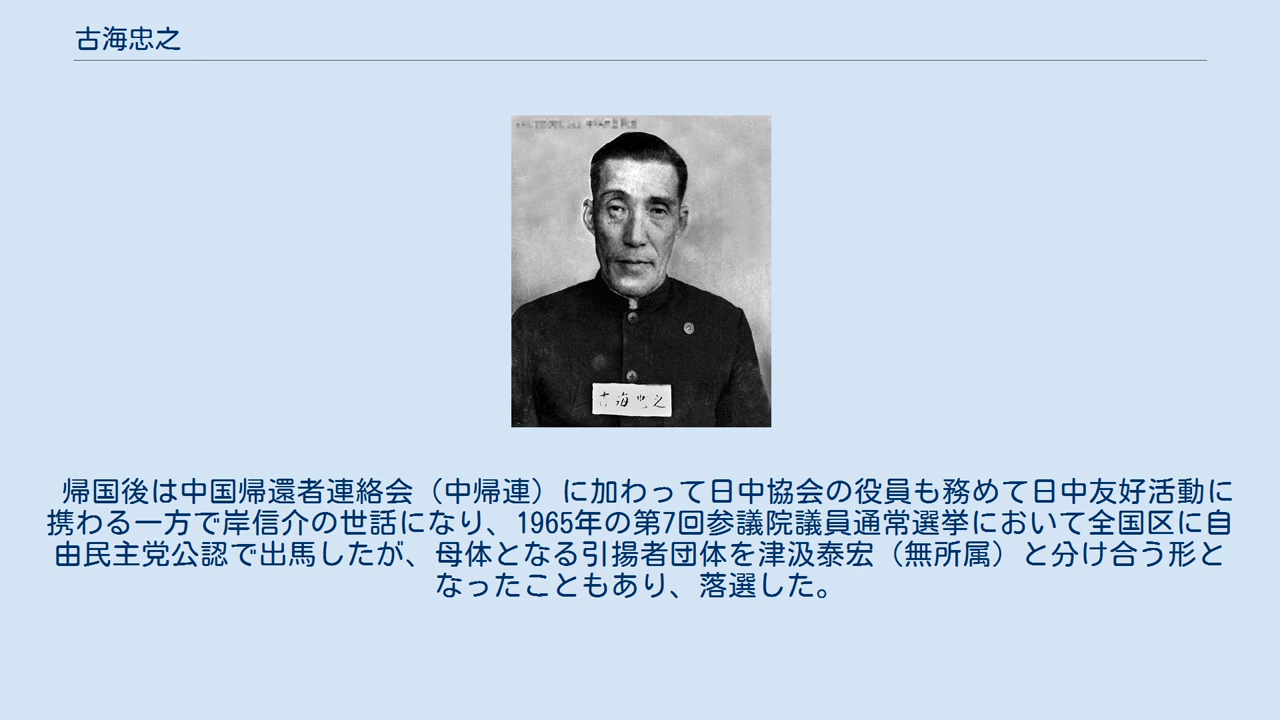 古海忠之
古海忠之
帰国後は中国帰還者連絡会（中帰連）に加わって日中協会の役員も務めて日中友好活動に
携わる一方で岸信介の世話になり、1965年の第7回参議院議員通常選挙において全国区に自
由民主党公認で出馬したが、母体となる引揚者団体を津汲泰宏（無所属）と分け合う形と
なったこともあり、落選した。